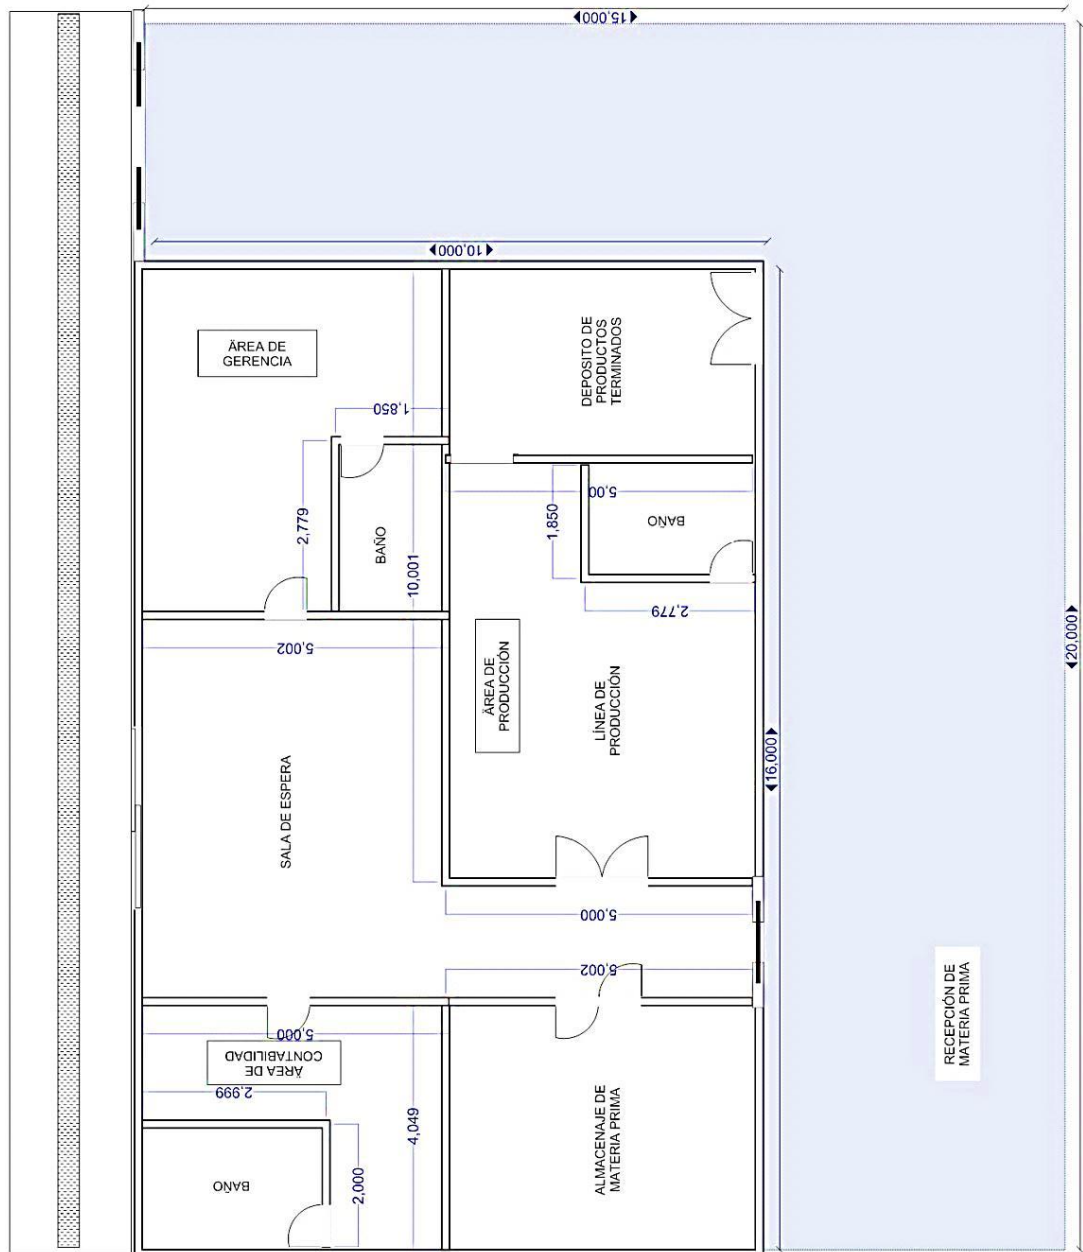 15,000
10,000
ÄREA DE
GERENCIA
DEPOSITO DE
PRODUCTOS
TERMINADOS
1,850
2,779
BAÑO
10,001
5,00
1,850
BAÑO
2,779
5,002
ÄREA DE
PRODUCCIÓN
LÍNEA DE
PRODUCCIÓN
20,000
16,000
SALA DE ESPERA
5,000
5,002
5,000
ÄREA DE
CONTABILIDAD
2,999
4,049
2,000
BAÑO
ALMACENAJE DE
MATERIA PRIMA
RECEPCIÓN DE
MATERIA PRIMA